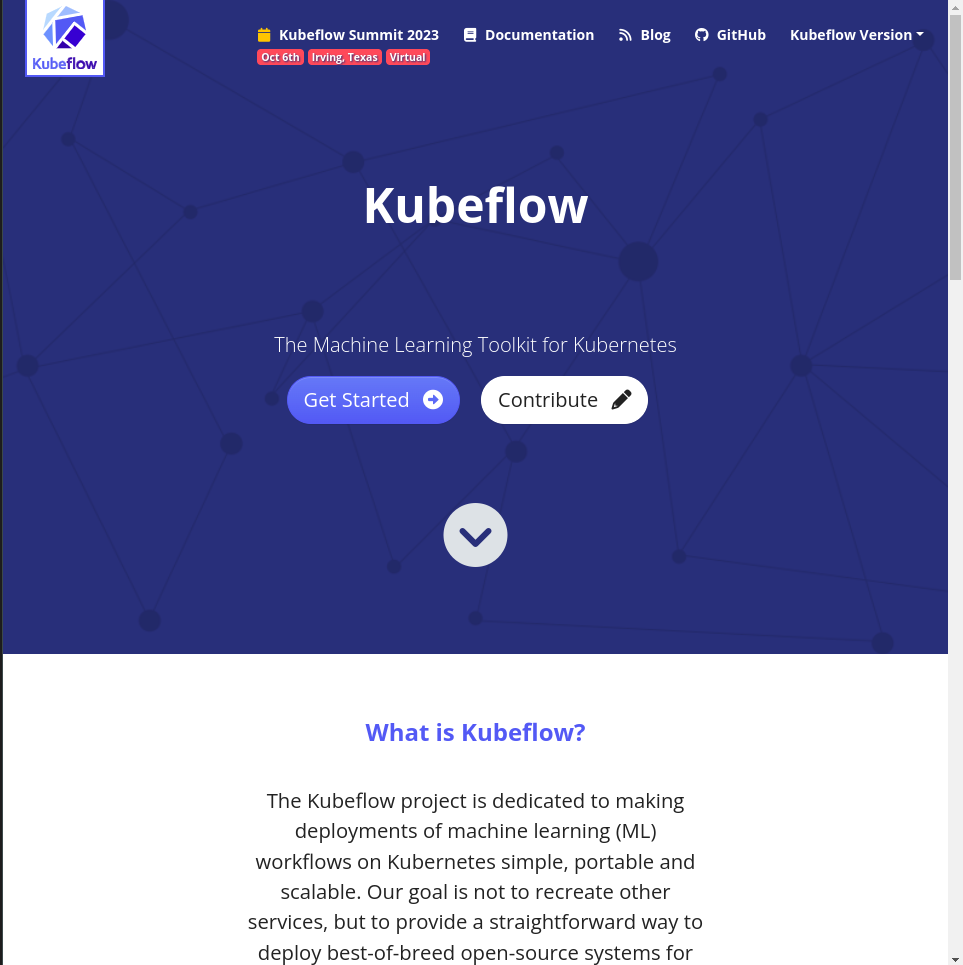 Kubeflow
Kubeflow Summit 2023
Documentation
Blog
GitHub
Kubeflow Version
Oct 6th
Irving, Texas
Virtual
Kubeflow
The Machine Learning Toolkit for Kubernetes
Get Started
Contribute
What is Kubeflow?
The Kubeflow project is dedicated to making
deployments of machine learning (ML)
workflows on Kubernetes simple, portable and
scalable. Our goal is not to recreate other
services, but to provide a straightforward way to
deploy best-of-breed open-source systems for